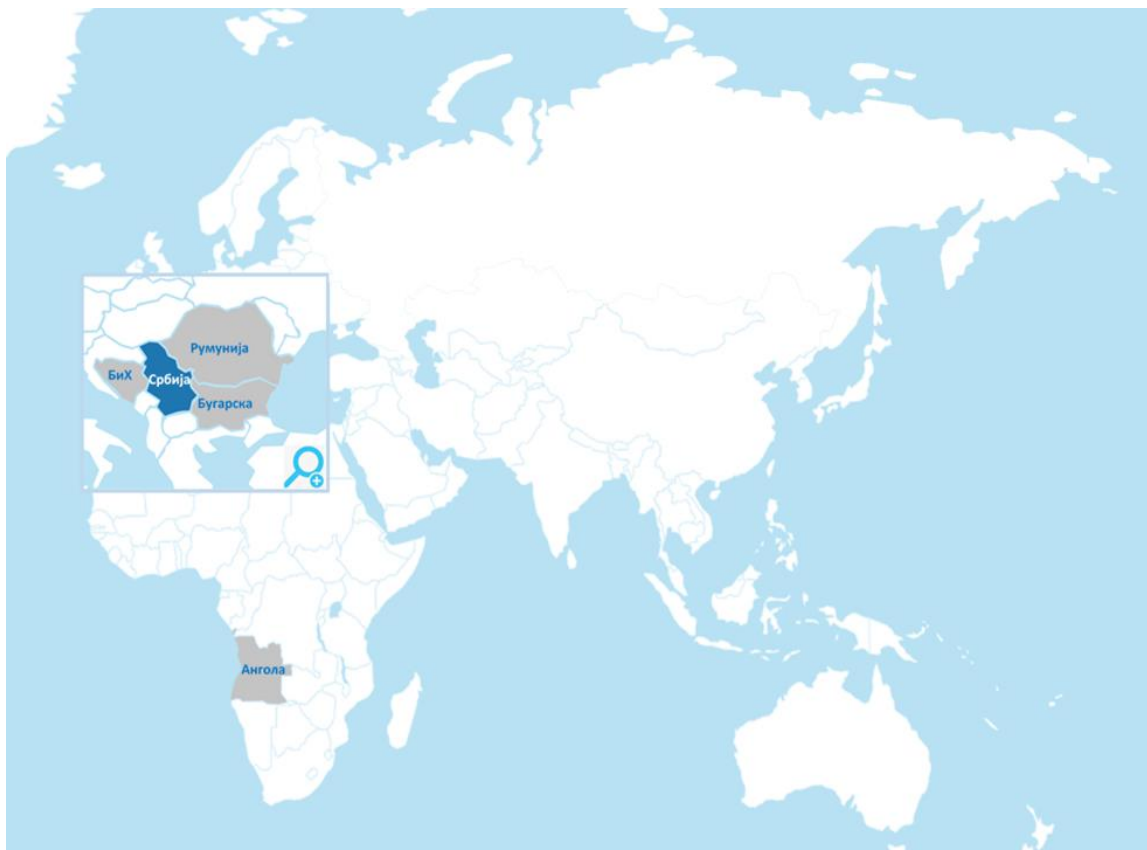 Румунија
БиХ
Србија
Бугарска
Ангола